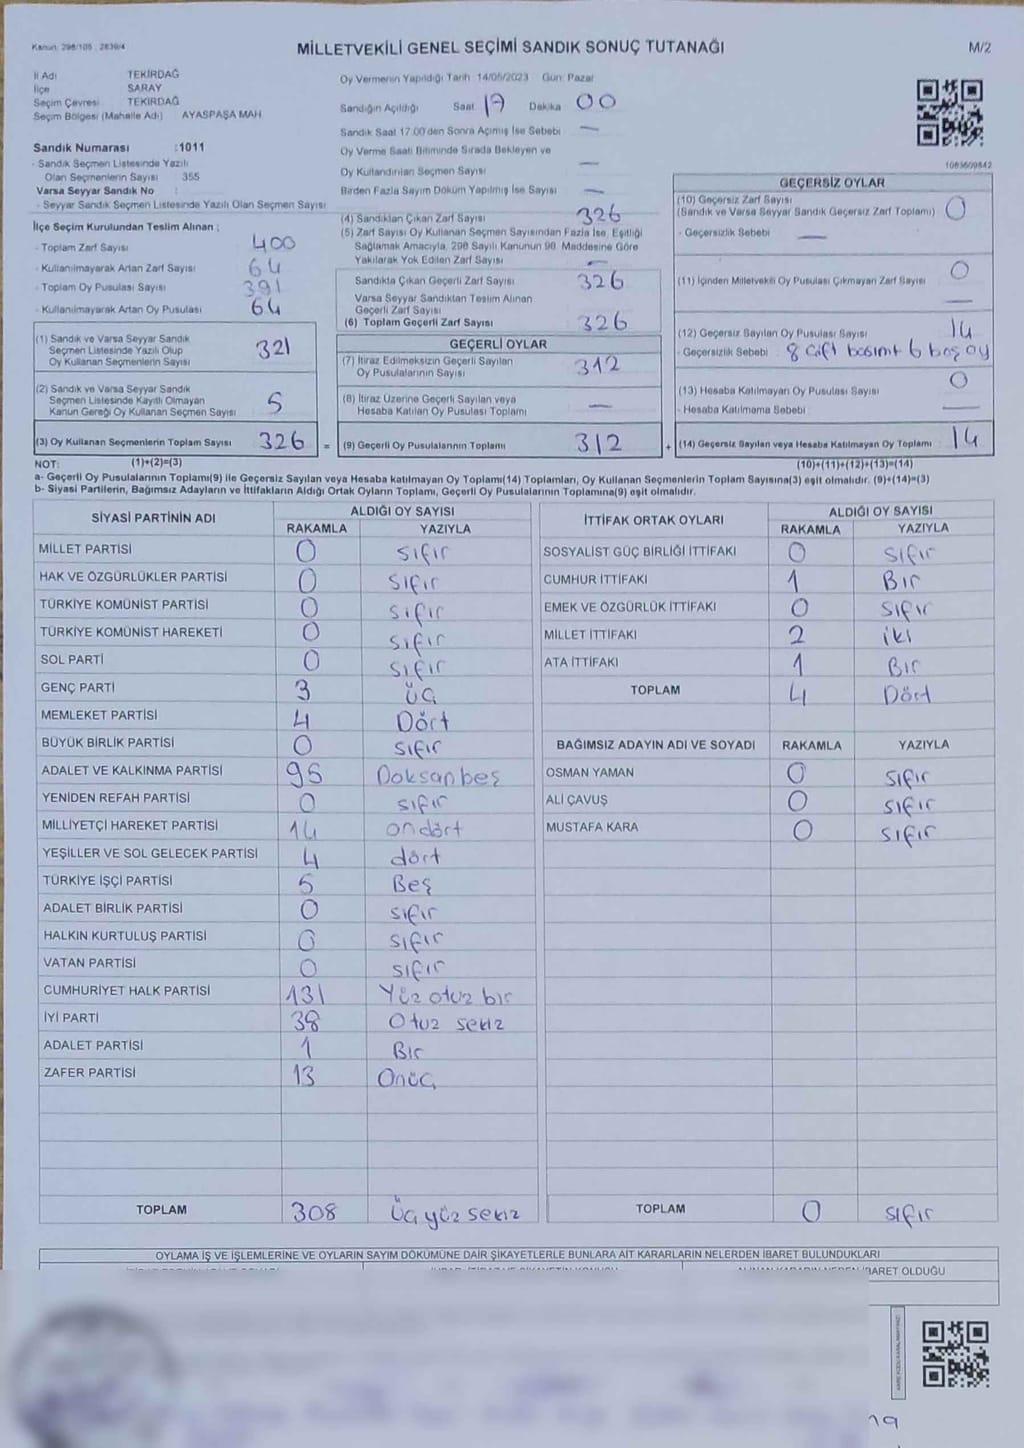 Kanun: 298/105 , 2839/4
MİLLETVEKİLİ GENEL SEÇİMİ SANDIK SONUÇ TUTANAĞI
M/2
İl Adı TEKİRDAĞ
İlçe SARAY
Seçim Çevresi TEKİRDAĞ
Seçim Bölgesi (Mahalle Adı) AYASPAŞA MAH.
Sandık Numarası :1011
- Sandık Seçmen Listesinde Yazılı
Olan Seçmenlerin Sayısı 355
Varsa Seyyar Sandık No :
- Seyyar Sandık Seçmen Listesinde Yazılı Olan Seçmen Sayısı
İlçe Seçim Kurulundan Teslim Alınan ;
- Toplam Zarf Sayısı 400
- Kullanılmayarak Artan Zarf Sayısı 64
- Toplam Oy Pusulası Sayısı 391
- Kullanılmayarak Artan Oy Pusulası 64
(1) Sandık ve Varsa Seyyar Sandık
Seçmen Listesinde Yazılı Olup
Oy Kullanan Seçmenlerin Sayısı 321
(2) Sandık ve Varsa Seyyar Sandık
Seçmen Listesinde Kayıtlı Olmayan
Kanun Gereği Oy Kullanan Seçmen Sayısı 5
(3) Oy Kullanan Seçmenlerin Toplam Sayısı 326 =
Oy Vermenin Yapıldığı Tarih 14/05/2023 Gün: Pazar
Sandığın Açıldığı Saat 17 Dakika 00
Sandık Saat 17.00'den Sonra Açılmış İse Sebebi —
Oy Verme Saati Bitiminde Sırada Bekleyen ve
Oy Kullandırılan Seçmen Sayısı —
Birden Fazla Sayım Döküm Yapılmış İse Sayısı —
(4) Sandıktan Çıkan Zarf Sayısı 326
(5) Zarf Sayısı Oy Kullanan Seçmen Sayısından Fazla İse, Eşitliği
Sağlamak Amacıyla, 298 Sayılı Kanunun 98. Maddesine Göre
Yakılarak Yok Edilen Zarf Sayısı —
Sandıkta Çıkan Geçerli Zarf Sayısı 326
Varsa Seyyar Sandıktan Teslim Alınan
Geçerli Zarf Sayısı
(6) Toplam Geçerli Zarf Sayısı 326
GEÇERLİ OYLAR
(7) İtiraz Edilmeksizin Geçerli Sayılan
Oy Pusulalarının Sayısı 312
(8) İtiraz Üzerine Geçerli Sayılan veya
Hesaba Katılan Oy Pusulası Toplamı —
(9) Geçerli Oy Pusulalarının Toplamı 312 +
GEÇERSİZ OYLAR
(10) Geçersiz Zarf Sayısı
(Sandık ve Varsa Seyyar Sandık Geçersiz Zarf Toplamı) 0
- Geçersizlik Sebebi —
(11) İçinden Milletvekili Oy Pusulası Çıkmayan Zarf Sayısı 0
—
(12) Geçersiz Sayılan Oy Pusulası Sayısı 14
- Geçersizlik Sebebi : 8 çift basım+ 6 boş oy
(13) Hesaba Katılmayan Oy Pusulası Sayısı 0
- Hesaba Katılmama Sebebi —
(14) Geçersiz Sayılan veya Hesaba Katılmayan Oy Toplamı 14
NOT: (1)+(2)=(3)
(10)+(11)+(12)+(13)=(14)
a- Geçerli Oy Pusulalarının Toplamı(9) ile Geçersiz Sayılan veya Hesaba katılmayan Oy Toplamı(14) Toplamları, Oy Kullanan Seçmenlerin Toplam Sayısına(3) eşit olmalıdır. (9)+(14)=(3)
b- Siyasi Partilerin, Bağımsız Adayların ve İttifakların Aldığı Ortak Oyların Toplamı, Geçerli Oy Pusulalarının Toplamına(9) eşit olmalıdır.
SİYASİ PARTİNİN ADI ALDIĞI OY SAYISI
RAKAMLA YAZIYLA
MİLLET PARTİSİ 0 sıfır
HAK VE ÖZGÜRLÜKLER PARTİSİ 0 sıfır
TÜRKİYE KOMÜNİST PARTİSİ 0 sıfır
TÜRKİYE KOMÜNİST HAREKETİ 0 sıfır
SOL PARTİ 0 sıfır
GENÇ PARTİ 3 üç
MEMLEKET PARTİSİ 4 Dört
BÜYÜK BİRLİK PARTİSİ 0 sıfır
ADALET VE KALKINMA PARTİSİ 95 Doksanbeş
YENİDEN REFAH PARTİSİ 0 sıfır
MİLLİYETÇİ HAREKET PARTİSİ 14 ondört
YEŞİLLER VE SOL GELECEK PARTİSİ 4 dört
TÜRKİYE İŞÇİ PARTİSİ 5 Beş
ADALET BİRLİK PARTİSİ 0 sıfır
HALKIN KURTULUŞ PARTİSİ 0 sıfır
VATAN PARTİSİ 0 sıfır
CUMHURİYET HALK PARTİSİ 131 Yüz otuz bir
İYİ PARTİ 38 Otuz sekiz
ADALET PARTİSİ 1 Bir
ZAFER PARTİSİ 13 Onüç
TOPLAM 308 üç yüz sekiz
İTTİFAK ORTAK OYLARI ALDIĞI OY SAYISI
RAKAMLA YAZIYLA
SOSYALİST GÜÇ BİRLİĞİ İTTİFAKI 0 sıfır
CUMHUR İTTİFAKI 1 Bir
EMEK VE ÖZGÜRLÜK İTTİFAKI 0 sıfır
MİLLET İTTİFAKI 2 iki
ATA İTTİFAKI 1 Bir
TOPLAM 4 Dört
BAĞIMSIZ ADAYIN ADI VE SOYADI RAKAMLA YAZIYLA
OSMAN YAMAN 0 sıfır
ALİ ÇAVUŞ 0 sıfır
MUSTAFA KARA 0 sıfır
TOPLAM 0 sıfır
OYLAMA İŞ VE İŞLEMLERİNE VE OYLARIN SAYIM DÖKÜMÜNE DAİR ŞİKAYETLERLE BUNLARA AİT KARARLARIN NELERDEN İBARET BULUNDUKLARI
OLDUĞU